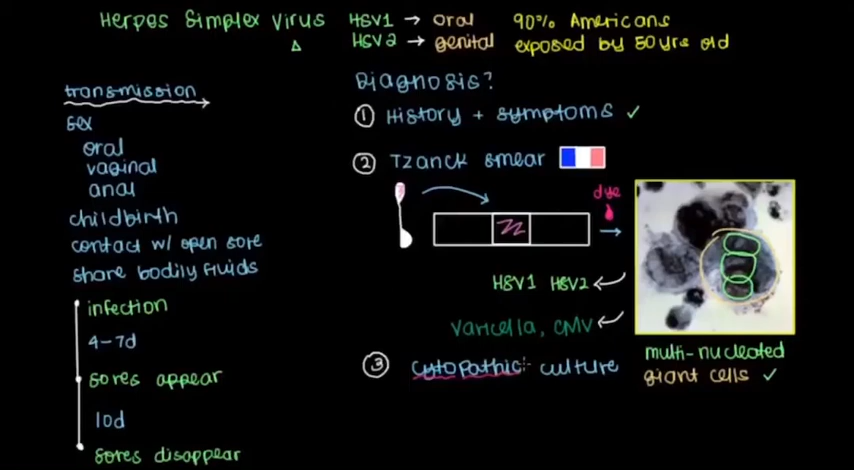 Herpes Simplex Virus
HSV1 → oral
HSV2 → genital
90% Americans
exposed by 50yrs old
transmission
sex
oral
vaginal
anal
childbirth
contact w/ open sore
share bodily fluids
infection
4-7d
sores appear
10d
sores disappear
Diagnosis?
① History + symptoms ✓
② Tzanck smear
dye
HSV1 HSV2
Varicella, CMV
multi-nucleated
giant cells ✓
③ cytopathic culture